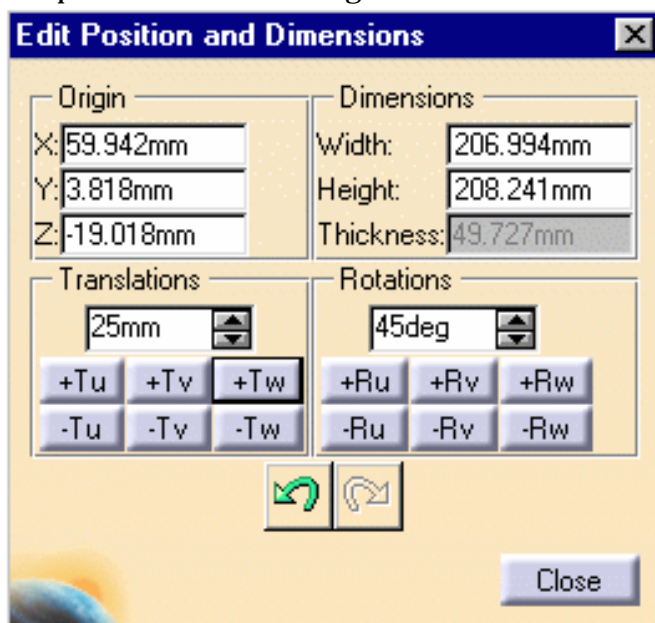 Edit Position and Dimensions
Origin
X: 59.942mm
Y: 3.818mm
Z: -19.018mm
Dimensions
Width: 206.994mm
Height: 208.241mm
Thickness: 49.727mm
Translations
25mm
+Tu +Tv +Tw
-Tu -Tv -Tw
Rotations
45deg
+Ru +Rv +Rw
-Ru -Rv -Rw
Close